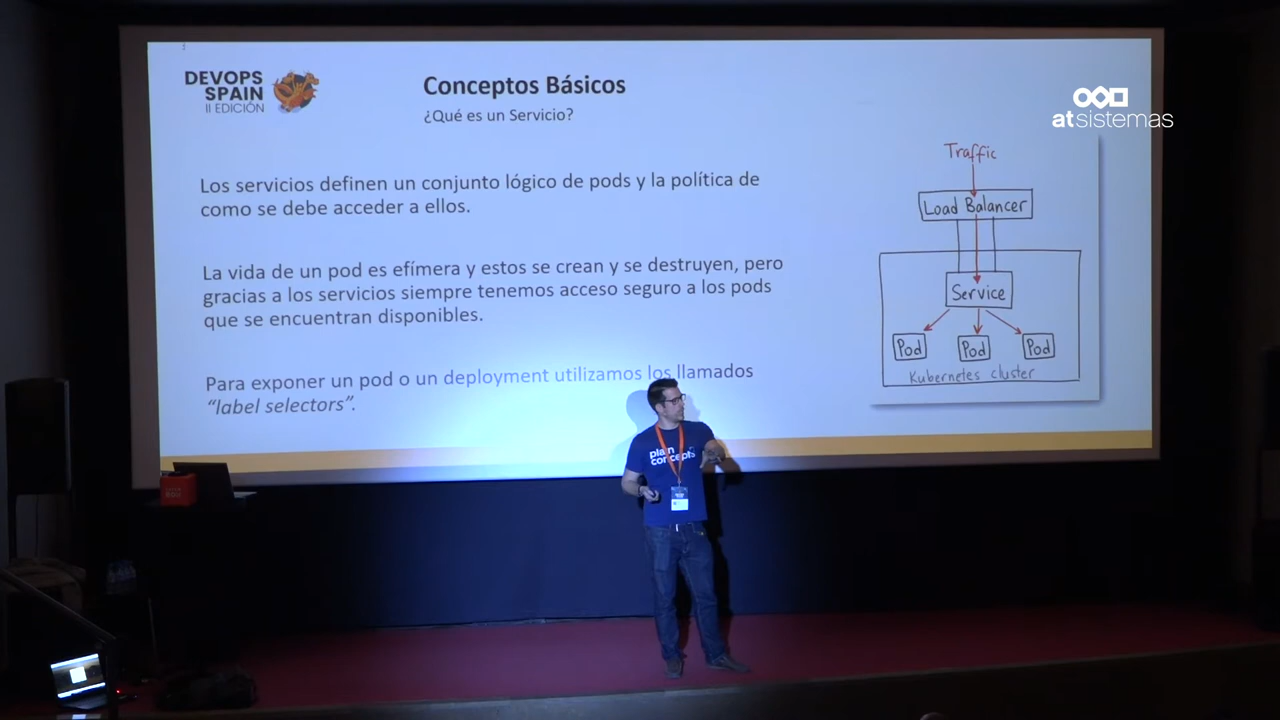 DEVOPS
SPAIN
II EDICIÓN
Conceptos Básicos
¿Qué es un Servicio?
atsistemas
Los servicios definen un conjunto lógico de pods y la política de
como se debe acceder a ellos.
La vida de un pod es efímera y estos se crean y se destruyen, pero
gracias a los servicios siempre tenemos acceso seguro a los pods
que se encuentran disponibles.
Para exponer un pod o un deployment utilizamos los llamados
“label selectors”.
Traffic
Load Balancer
Service
Pod
Pod
Pod
Kubernetes cluster
plain
concepts